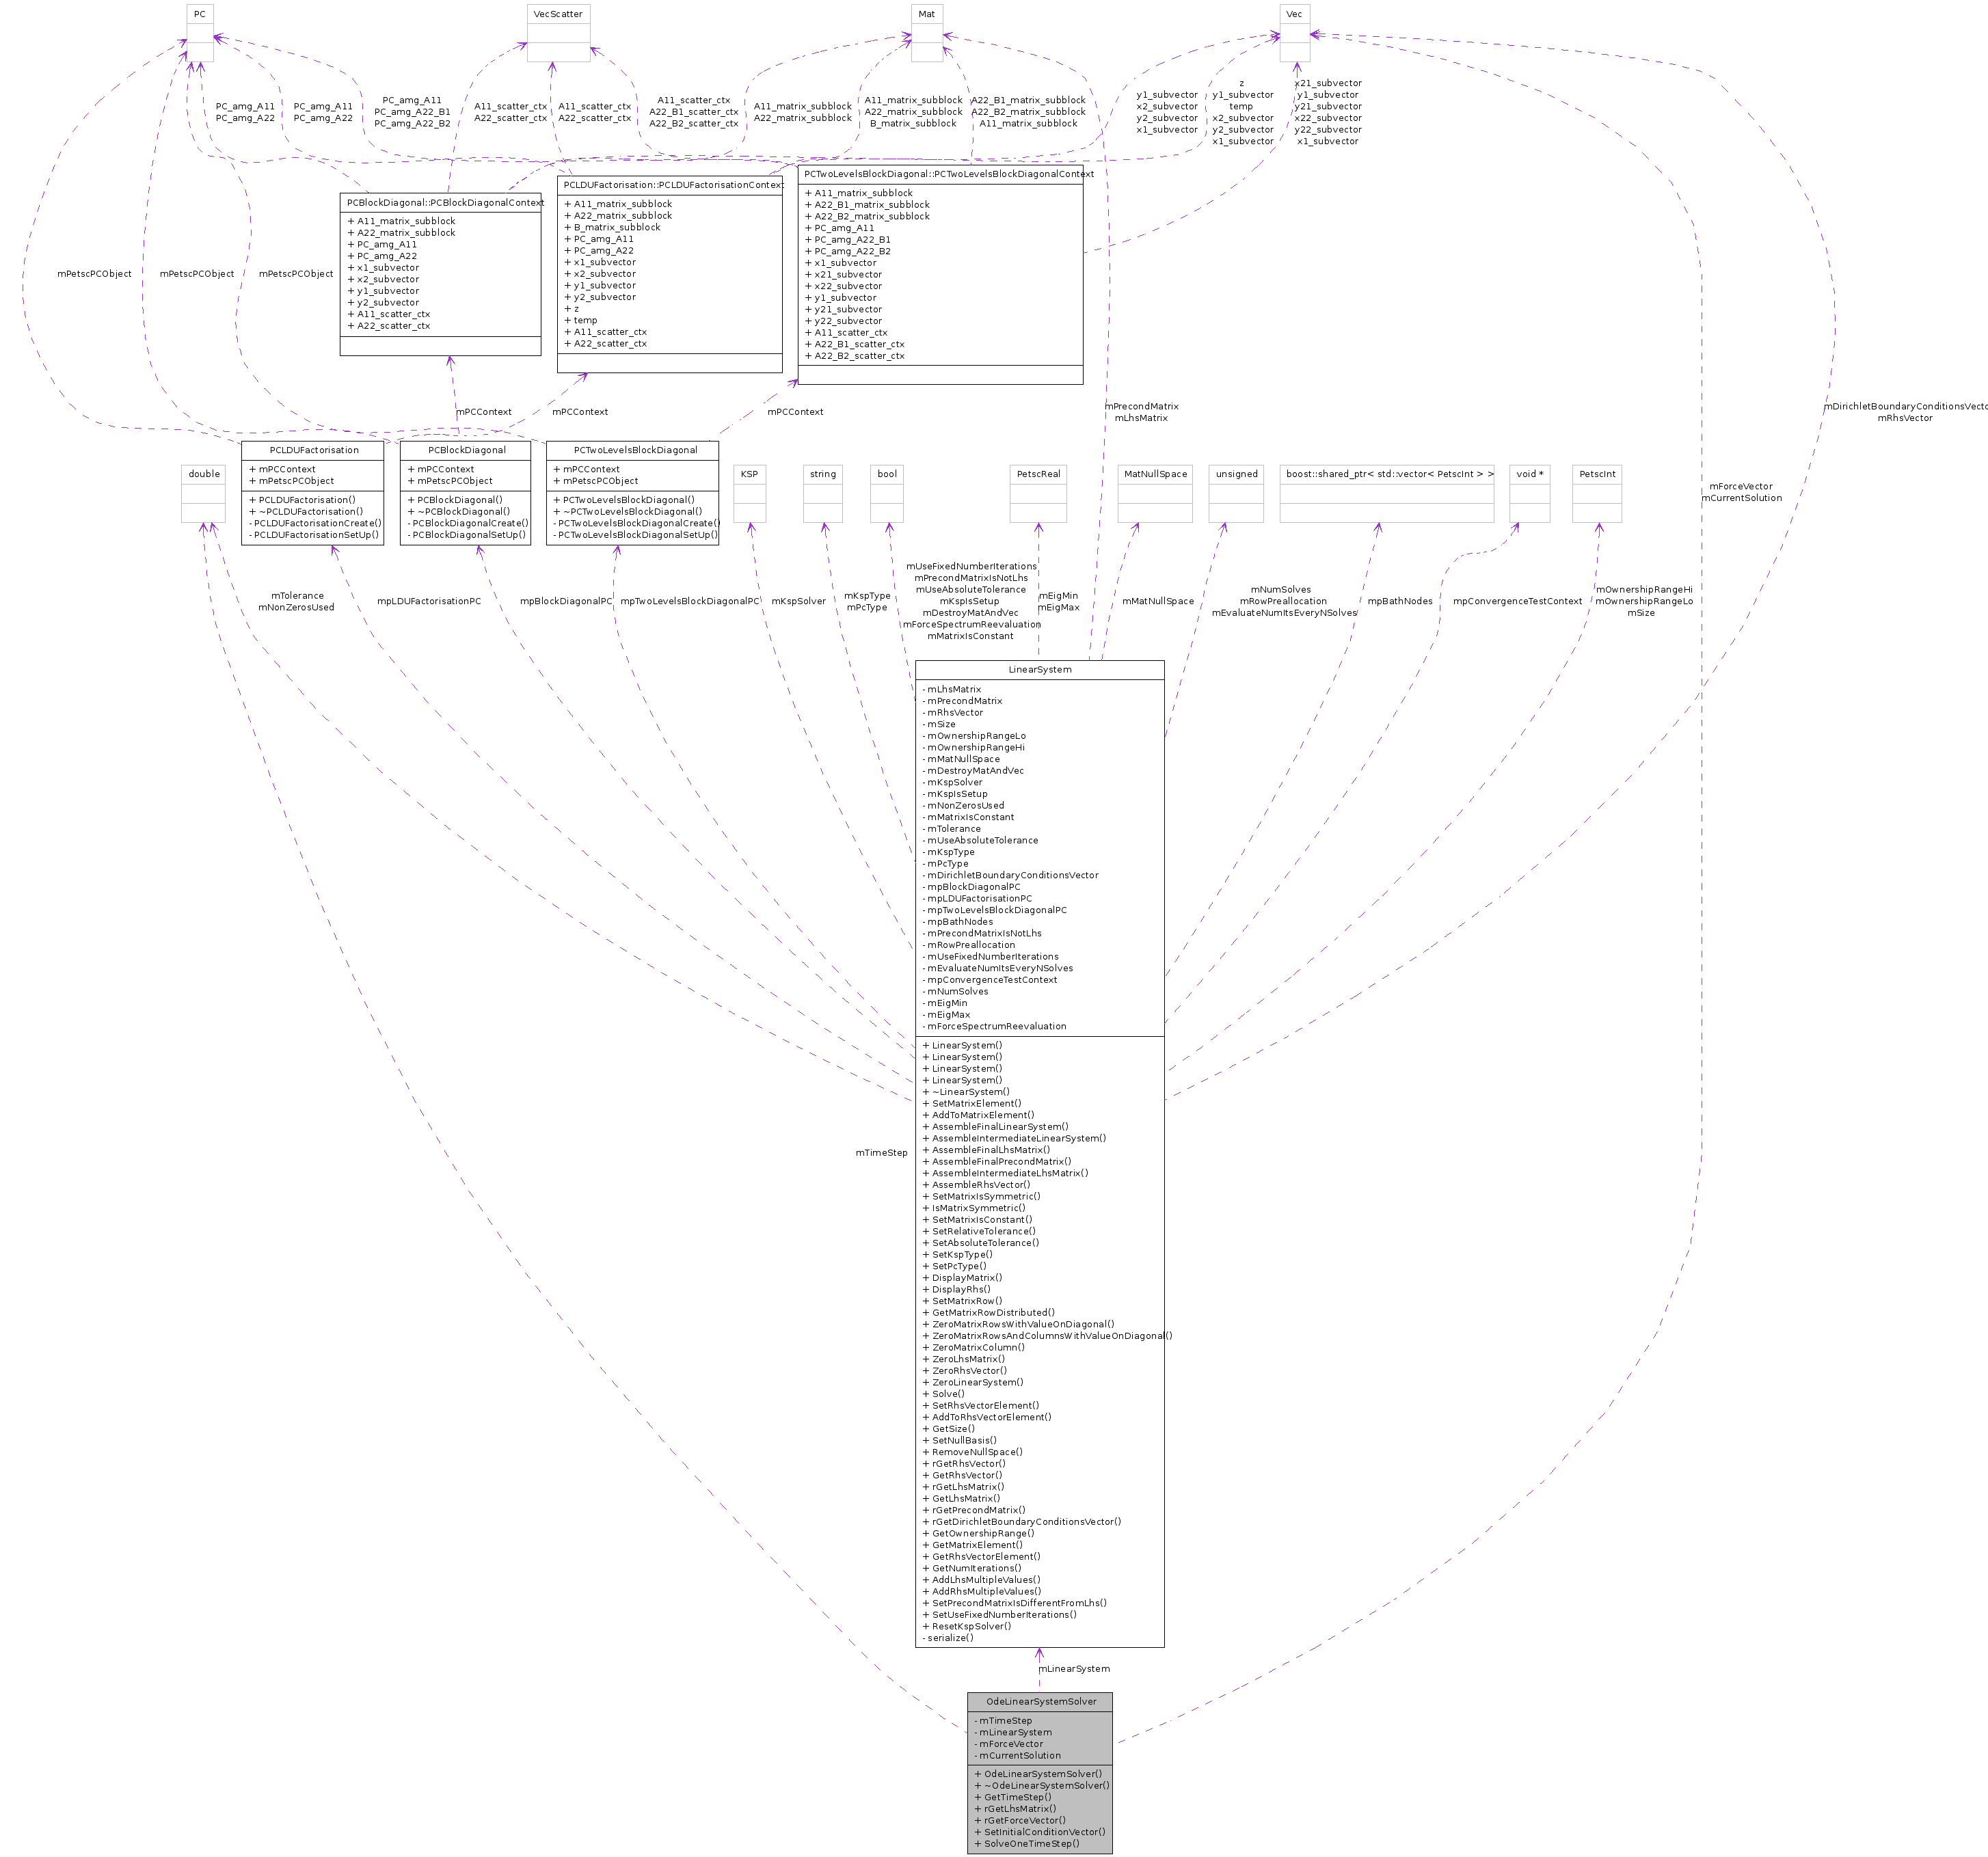 PC
VecScatter
Mat
Vec
PC_amg_A11
PC_amg_A22
PC_amg_A11
PC_amg_A22
PC_amg_A11
PC_amg_A22_B1
PC_amg_A22_B2
A11_scatter_ctx
A22_scatter_ctx
A11_scatter_ctx
A22_scatter_ctx
A11_scatter_ctx
A22_B1_scatter_ctx
A22_B2_scatter_ctx
A11_matrix_subblock
A22_matrix_subblock
A11_matrix_subblock
A22_matrix_subblock
B_matrix_subblock
A22_B1_matrix_subblock
A22_B2_matrix_subblock
A11_matrix_subblock
y1_subvector
x2_subvector
y2_subvector
x1_subvector
z
y1_subvector
temp
x2_subvector
y2_subvector
x1_subvector
x21_subvector
y1_subvector
y21_subvector
x22_subvector
y22_subvector
x1_subvector
mPetscPCObject
mPetscPCObject
mPetscPCObject
PCBlockDiagonal::PCBlockDiagonalContext
+ A11_matrix_subblock
+ A22_matrix_subblock
+ PC_amg_A11
+ PC_amg_A22
+ x1_subvector
+ x2_subvector
+ y1_subvector
+ y2_subvector
+ A11_scatter_ctx
+ A22_scatter_ctx
PCLDUFactorisation::PCLDUFactorisationContext
+ A11_matrix_subblock
+ A22_matrix_subblock
+ B_matrix_subblock
+ PC_amg_A11
+ PC_amg_A22
+ x1_subvector
+ x2_subvector
+ y1_subvector
+ y2_subvector
+ z
+ temp
+ A11_scatter_ctx
+ A22_scatter_ctx
PCTwoLevelsBlockDiagonal::PCTwoLevelsBlockDiagonalContext
+ A11_matrix_subblock
+ A22_B1_matrix_subblock
+ A22_B2_matrix_subblock
+ PC_amg_A11
+ PC_amg_A22_B1
+ PC_amg_A22_B2
+ x1_subvector
+ x21_subvector
+ x22_subvector
+ y1_subvector
+ y21_subvector
+ y22_subvector
+ A11_scatter_ctx
+ A22_B1_scatter_ctx
+ A22_B2_scatter_ctx
mPCContext
mPCContext
mPCContext
mPrecondMatrix
mLhsMatrix
mDirichletBoundaryConditionsVecto
mRhsVector
mForceVector
mCurrentSolution
double
PCLDUFactorisation
+ mPCContext
+ mPetscPCObject
+ PCLDUFactorisation()
+ ~PCLDUFactorisation()
- PCLDUFactorisationCreate()
- PCLDUFactorisationSetUp()
PCBlockDiagonal
+ mPCContext
+ mPetscPCObject
+ PCBlockDiagonal()
+ ~PCBlockDiagonal()
- PCBlockDiagonalCreate()
- PCBlockDiagonalSetUp()
PCTwoLevelsBlockDiagonal
+ mPCContext
+ mPetscPCObject
+ PCTwoLevelsBlockDiagonal()
+ ~PCTwoLevelsBlockDiagonal()
- PCTwoLevelsBlockDiagonalCreate()
- PCTwoLevelsBlockDiagonalSetUp()
KSP
string
bool
PetscReal
MatNullSpace
unsigned
boost::shared_ptr< std::vector< PetscInt > >
void *
PetscInt
mTolerance
mNonZerosUsed
mpLDUFactorisationPC
mpBlockDiagonalPC
mpTwoLevelsBlockDiagonalPC
mKspSolver
mKspType
mPcType
mUseFixedNumberIterations
mPrecondMatrixIsNotLhs
mUseAbsoluteTolerance
mKspIsSetup
mDestroyMatAndVec
mForceSpectrumReevaluation
mMatrixIsConstant
mEigMin
mEigMax
mMatNullSpace
mNumSolves
mRowPreallocation
mEvaluateNumItsEveryNSolves
mpBathNodes
mpConvergenceTestContext
mOwnershipRangeHi
mOwnershipRangeLo
mSize
LinearSystem
- mLhsMatrix
- mPrecondMatrix
- mRhsVector
- mSize
- mOwnershipRangeLo
- mOwnershipRangeHi
- mMatNullSpace
- mDestroyMatAndVec
- mKspSolver
- mKspIsSetup
- mNonZerosUsed
- mMatrixIsConstant
- mTolerance
- mUseAbsoluteTolerance
- mKspType
- mPcType
- mDirichletBoundaryConditionsVector
- mpBlockDiagonalPC
- mpLDUFactorisationPC
- mpTwoLevelsBlockDiagonalPC
- mpBathNodes
- mPrecondMatrixIsNotLhs
- mRowPreallocation
- mUseFixedNumberIterations
- mEvaluateNumItsEveryNSolves
- mpConvergenceTestContext
- mNumSolves
- mEigMin
- mEigMax
- mForceSpectrumReevaluation
+ LinearSystem()
+ LinearSystem()
+ LinearSystem()
+ LinearSystem()
+ ~LinearSystem()
+ SetMatrixElement()
+ AddToMatrixElement()
+ AssembleFinalLinearSystem()
+ AssembleIntermediateLinearSystem()
+ AssembleFinalLhsMatrix()
+ AssembleFinalPrecondMatrix()
+ AssembleIntermediateLhsMatrix()
+ AssembleRhsVector()
+ SetMatrixIsSymmetric()
+ IsMatrixSymmetric()
+ SetMatrixIsConstant()
+ SetRelativeTolerance()
+ SetAbsoluteTolerance()
+ SetKspType()
+ SetPcType()
+ DisplayMatrix()
+ DisplayRhs()
+ SetMatrixRow()
+ GetMatrixRowDistributed()
+ ZeroMatrixRowsWithValueOnDiagonal()
+ ZeroMatrixRowsAndColumnsWithValueOnDiagonal()
+ ZeroMatrixColumn()
+ ZeroLhsMatrix()
+ ZeroRhsVector()
+ ZeroLinearSystem()
+ Solve()
+ SetRhsVectorElement()
+ AddToRhsVectorElement()
+ GetSize()
+ SetNullBasis()
+ RemoveNullSpace()
+ rGetRhsVector()
+ GetRhsVector()
+ rGetLhsMatrix()
+ GetLhsMatrix()
+ rGetPrecondMatrix()
+ rGetDirichletBoundaryConditionsVector()
+ GetOwnershipRange()
+ GetMatrixElement()
+ GetRhsVectorElement()
+ GetNumIterations()
+ AddLhsMultipleValues()
+ AddRhsMultipleValues()
+ SetPrecondMatrixIsDifferentFromLhs()
+ SetUseFixedNumberIterations()
+ ResetKspSolver()
- serialize()
mTimeStep
mLinearSystem
OdeLinearSystemSolver
- mTimeStep
- mLinearSystem
- mForceVector
- mCurrentSolution
+ OdeLinearSystemSolver()
+ ~OdeLinearSystemSolver()
+ GetTimeStep()
+ rGetLhsMatrix()
+ rGetForceVector()
+ SetInitialConditionVector()
+ SolveOneTimeStep()